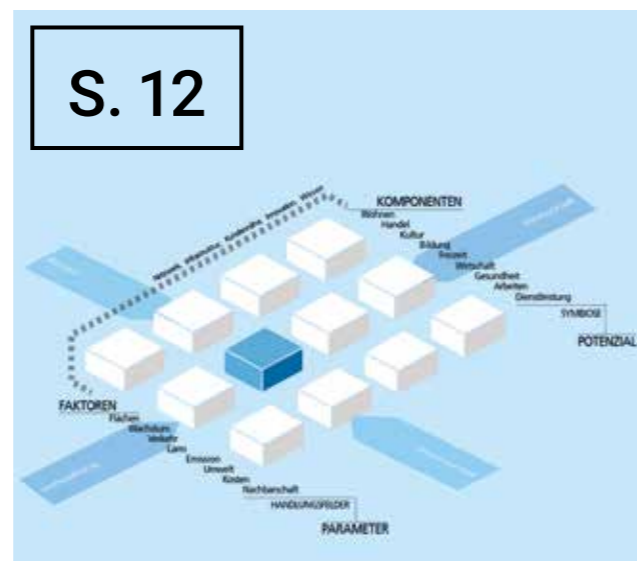 S. 12
KOMPONENTEN
Wohnen
Handel
Kultur
Bildung
Freizeit
Wirtschaft
Gesundheit
Arbeiten
Dienstleistung
SYMBIOSE
POTENZIAL
FAKTOREN
Flächen
Wachstum
Verkehr
Lärm
Emission
Umwelt
Kosten
Nachbarschaft
HANDLUNGSFELDER
PARAMETER